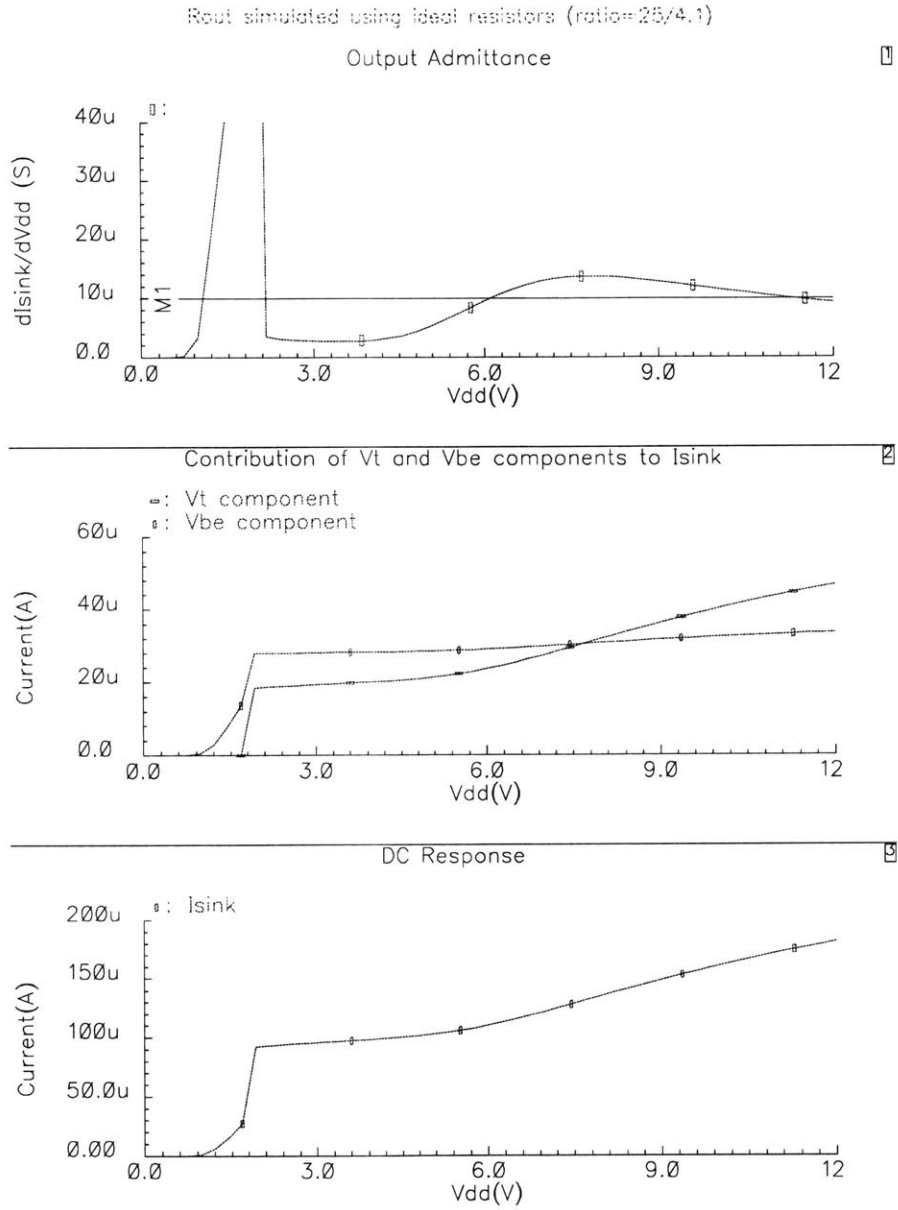 Rout simulated using ideal resistors (ratio=25/4.1)
Output Admittance
1
▯:
40u
30u
20u
10u
0.0
dIsink/dVdd (S)
M1
0.0 3.0 6.0 9.0 12
Vdd(V)
Contribution of Vt and Vbe components to Isink
2
▭: Vt component
▯: Vbe component
60u
40u
20u
0.0
Current(A)
0.0 3.0 6.0 9.0 12
Vdd(V)
DC Response
3
▯: Isink
200u
150u
100u
50.0u
0.00
Current(A)
0.0 3.0 6.0 9.0 12
Vdd(V)